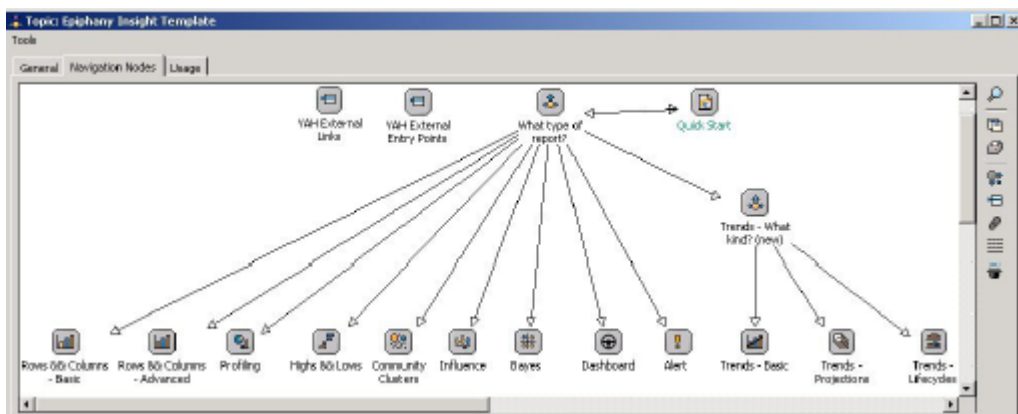 Topic: Epiphany Insight Template
Tools
General Navigation Nodes Usage
YAH External
Links
YAH External
Entry Points
What type of
report?
Quick Start
Trends - What
kind? (new)
Rows && Columns
- Basic
Rows && Columns
- Advanced
Profiling
Highs && Lows
Community
Clusters
Influence
Bayes
Dashboard
Alert
Trends - Basic
Trends -
Projections
Trends -
Lifecycles